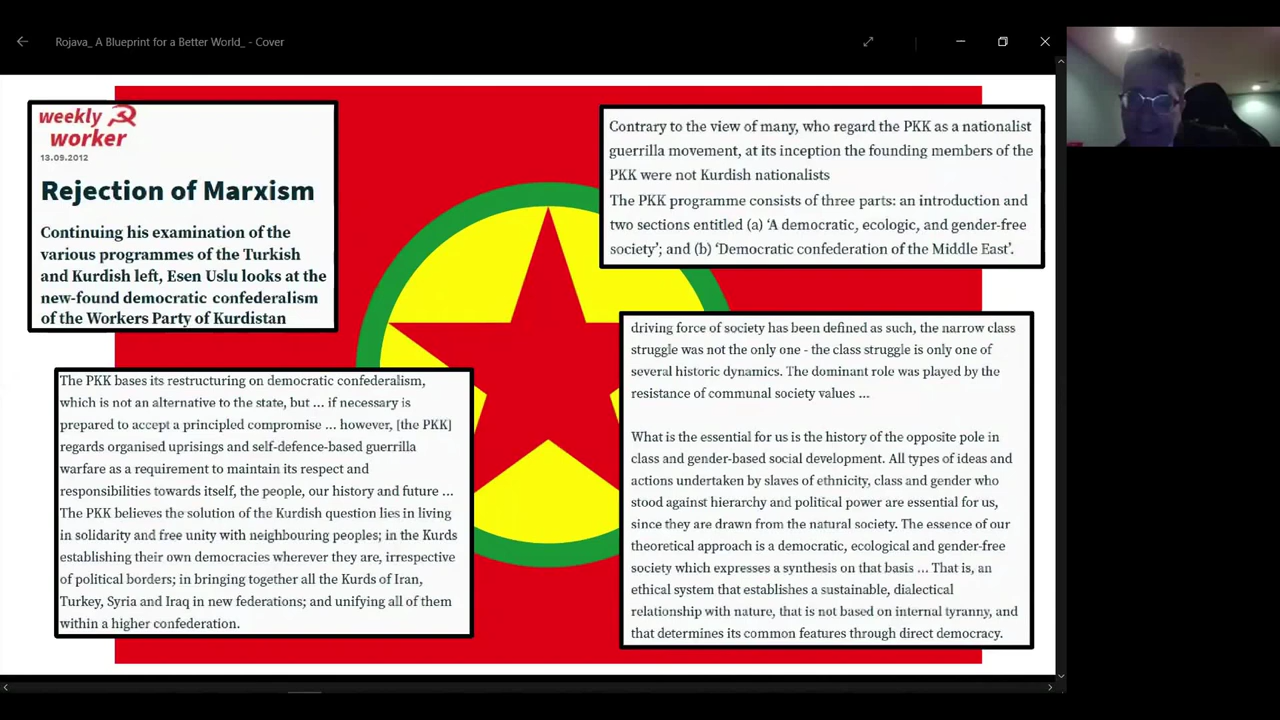 Rojava_ A Blueprint for a Better World_ - Cover
weekly
worker
13.09.2012
Rejection of Marxism
Continuing his examination of the
various programmes of the Turkish
and Kurdish left, Esen Uslu looks at the
new-found democratic confederalism
of the Workers Party of Kurdistan
Contrary to the view of many, who regard the PKK as a nationalist
guerrilla movement, at its inception the founding members of the
PKK were not Kurdish nationalists
The PKK programme consists of three parts: an introduction and
two sections entitled (a) ‘A democratic, ecologic, and gender-free
society’; and (b) ‘Democratic confederation of the Middle East’.
The PKK bases its restructuring on democratic confederalism,
which is not an alternative to the state, but ... if necessary is
prepared to accept a principled compromise ... however, [the PKK]
regards organised uprisings and self-defence-based guerrilla
warfare as a requirement to maintain its respect and
responsibilities towards itself, the people, our history and future ...
The PKK believes the solution of the Kurdish question lies in living
in solidarity and free unity with neighbouring peoples; in the Kurds
establishing their own democracies wherever they are, irrespective
of political borders; in bringing together all the Kurds of Iran,
Turkey, Syria and Iraq in new federations; and unifying all of them
within a higher confederation.
driving force of society has been defined as such, the narrow class
struggle was not the only one - the class struggle is only one of
several historic dynamics. The dominant role was played by the
resistance of communal society values ...
What is the essential for us is the history of the opposite pole in
class and gender-based social development. All types of ideas and
actions undertaken by slaves of ethnicity, class and gender who
stood against hierarchy and political power are essential for us,
since they are drawn from the natural society. The essence of our
theoretical approach is a democratic, ecological and gender-free
society which expresses a synthesis on that basis ... That is, an
ethical system that establishes a sustainable, dialectical
relationship with nature, that is not based on internal tyranny, and
that determines its common features through direct democracy.